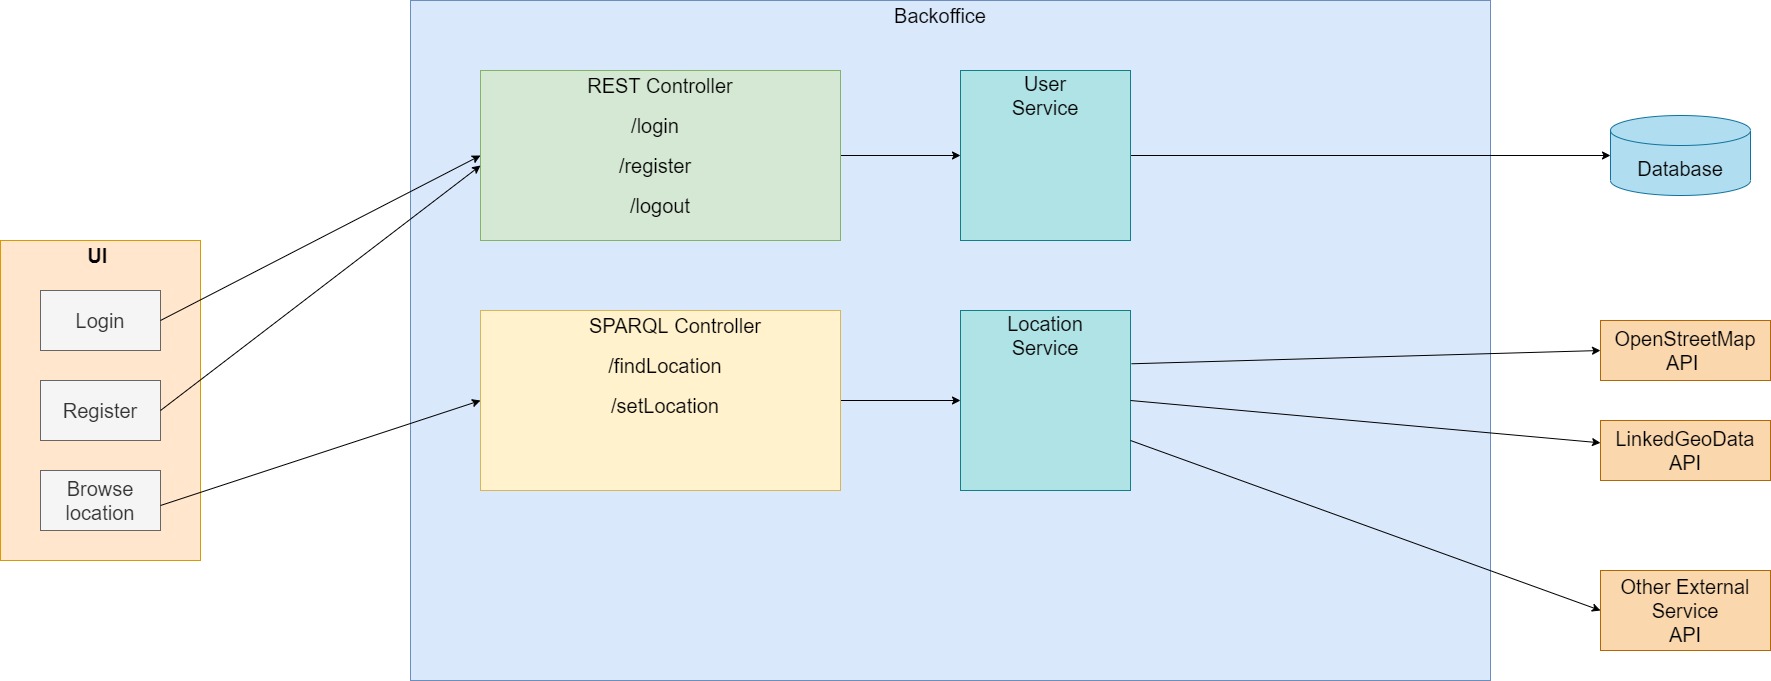 Backoffice
REST Controller
/login
/register
/logout
User
Service
Database
UI
Login
Register
Browse
location
SPARQL Controller
/findLocation
/setLocation
Location
Service
OpenStreetMap
API
LinkedGeoData
API
Other External
Service
API